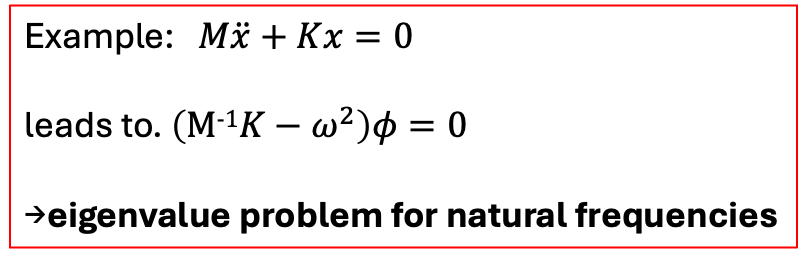 Example: Mẍ + Kx = 0
leads to. (M⁻¹K − ω²)ϕ = 0
→eigenvalue problem for natural frequencies